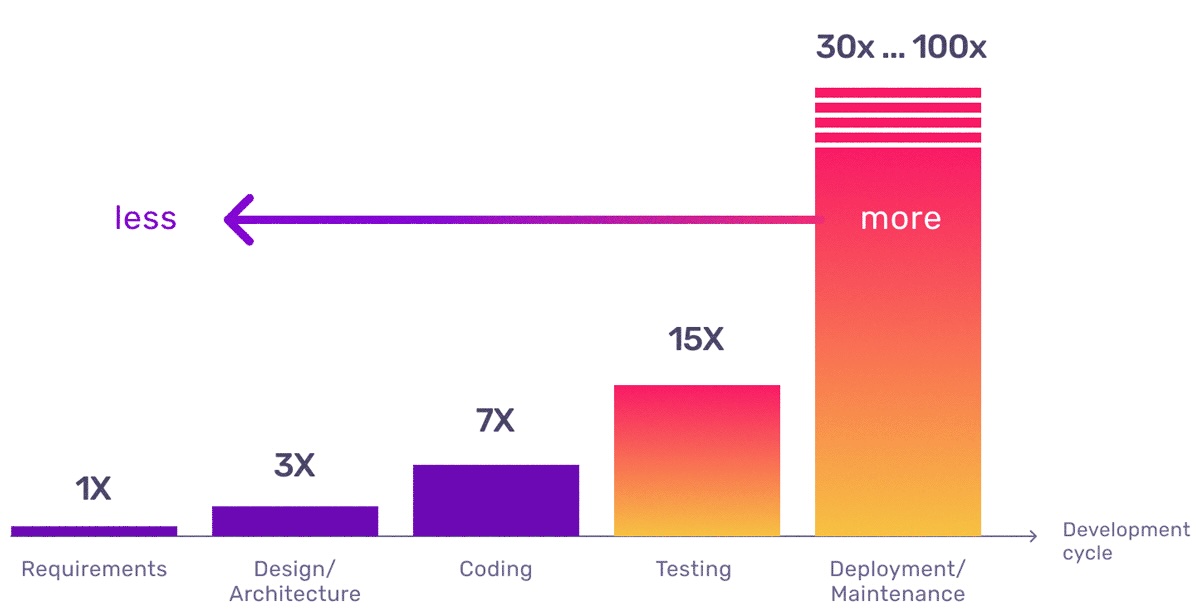 30x ... 100x
less
more
15X
7X
3X
1X
Requirements
Design/
Architecture
Coding
Testing
Deployment/
Maintenance
Development
cycle